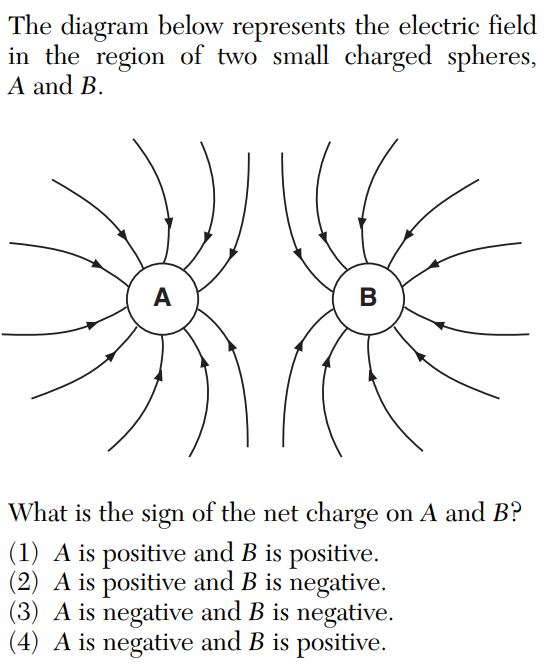 The diagram below represents the electric field
in the region of two small charged spheres,
A and B.
A
B
What is the sign of the net charge on A and B?
(1) A is positive and B is positive.
(2) A is positive and B is negative.
(3) A is negative and B is negative.
(4) A is negative and B is positive.